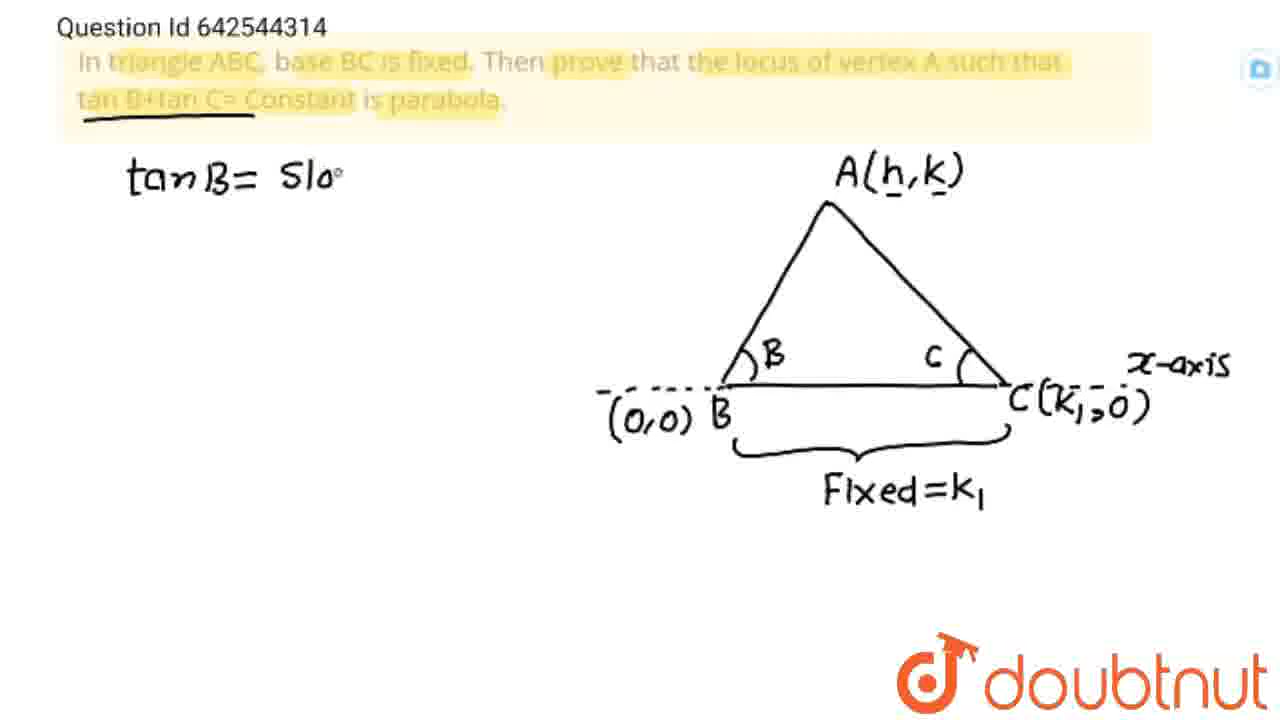 Question Id 642544314
In triangle ABC, base BC is fixed. Then prove that the locus of vertex A such that
tan B+tan C= Constant is parabola.
tan B = Slo
A(h,k)
B
C
x-axis
(0,0) B
C(K₁,0)
Fixed=K₁
doubtnut